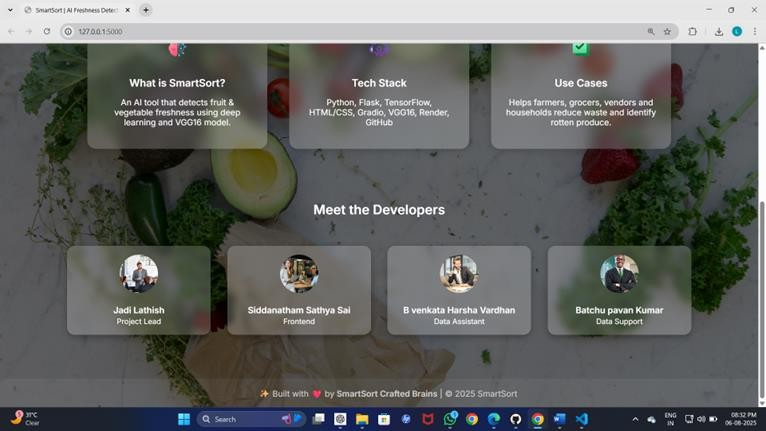 SmartSort | AI Freshness Detect
127.0.0.1:5000
What is SmartSort?
An AI tool that detects fruit &
vegetable freshness using deep
learning and VGG16 model.
Tech Stack
Python, Flask, TensorFlow,
HTML/CSS, Gradio, VGG16, Render,
GitHub
Use Cases
Helps farmers, grocers, vendors and
households reduce waste and identify
rotten produce.
Meet the Developers
Jadi Lathish
Project Lead
Siddanatham Sathya Sai
Frontend
B venkata Harsha Vardhan
Data Assistant
Batchu pavan Kumar
Data Support
✨ Built with ❤️ by SmartSort Crafted Brains | © 2025 SmartSort
31°C
Clear
Search
ENG
IN
08:32 PM
06-08-2025